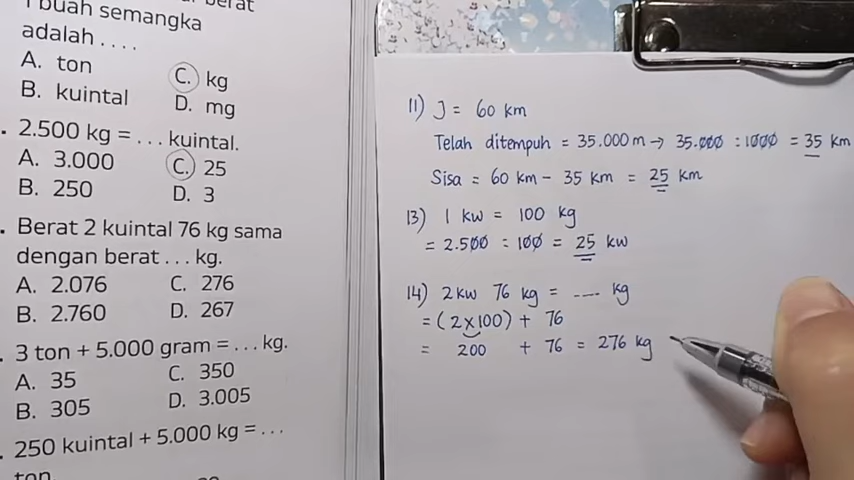 buah semangka
adalah . . . .
A. ton
C. kg
B. kuintal
D. mg
. 2.500 kg = . . . kuintal.
A. 3.000
C. 25
B. 250
D. 3
. Berat 2 kuintal 76 kg sama
dengan berat . . . kg.
A. 2.076
C. 276
B. 2.760
D. 267
. 3 ton + 5.000 gram = . . . kg.
A. 35
C. 350
B. 305
D. 3.005
. 250 kuintal + 5.000 kg = . . .
ton
11) J = 60 km
Telah ditempuh = 35.000 m → 35.000 : 1000 = 35 km
Sisa = 60 km - 35 km = 25 km
13) 1 kw = 100 kg
= 2.500 : 100 = 25 kw
14) 2 kw 76 kg = ---- kg
= (2 x 100) + 76
= 200 + 76 = 276 kg